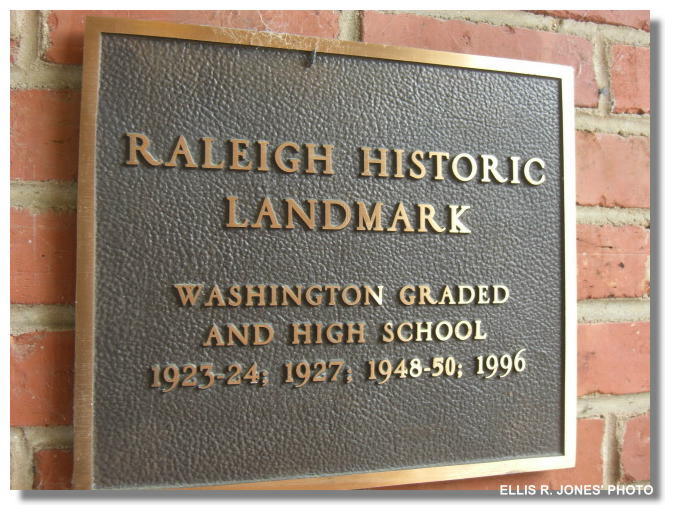 RALEIGH HISTORIC
LANDMARK
WASHINGTON GRADED
AND HIGH SCHOOL
1923-24; 1927; 1948-50; 1996
ELLIS R. JONES' PHOTO